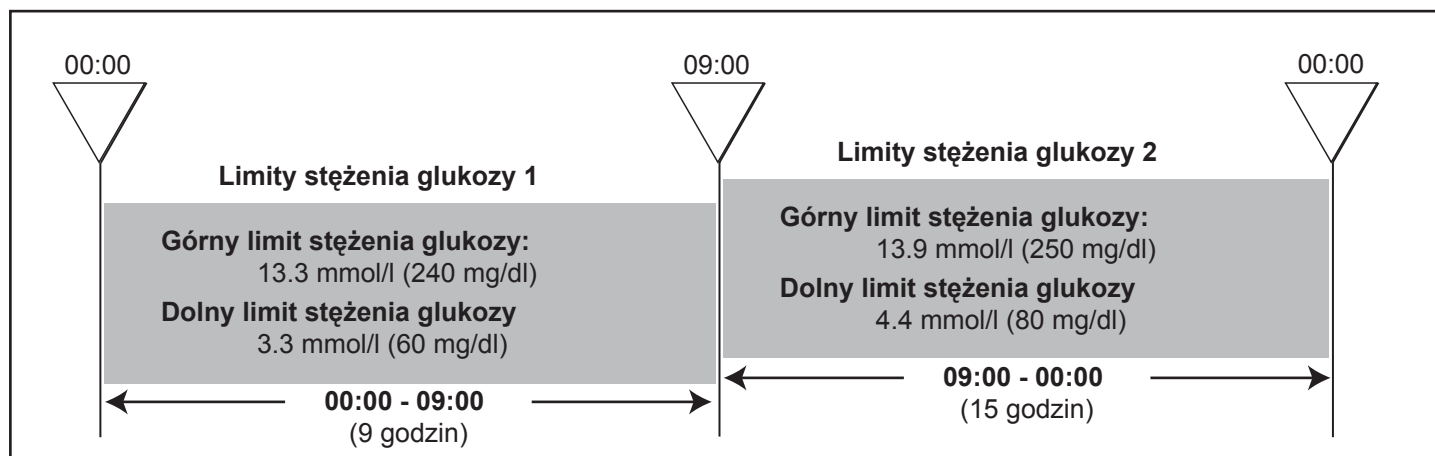 00:00
09:00
00:00
Limity stężenia glukozy 1
Górny limit stężenia glukozy:
13.3 mmol/l (240 mg/dl)
Dolny limit stężenia glukozy
3.3 mmol/l (60 mg/dl)
00:00 - 09:00
(9 godzin)
Limity stężenia glukozy 2
Górny limit stężenia glukozy:
13.9 mmol/l (250 mg/dl)
Dolny limit stężenia glukozy
4.4 mmol/l (80 mg/dl)
09:00 - 00:00
(15 godzin)